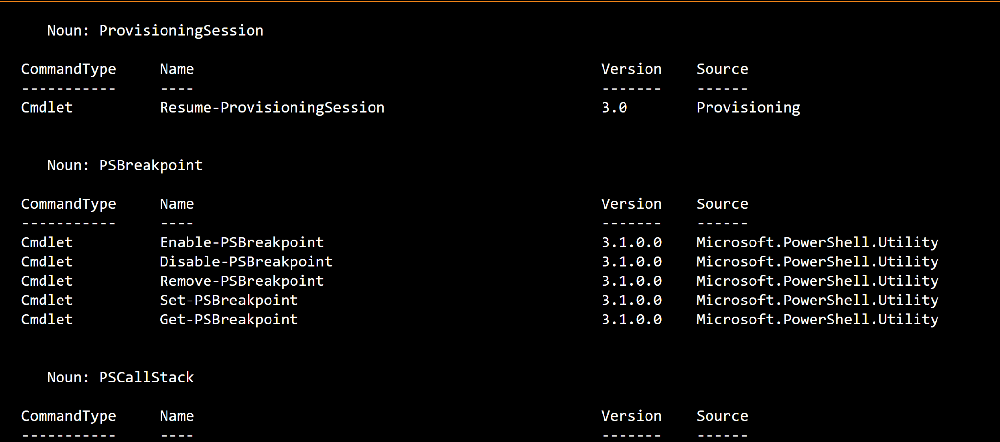 Noun: ProvisioningSession
CommandType     Name                                               Version    Source
-----------     ----                                               -------    ------
Cmdlet          Resume-ProvisioningSession                         3.0        Provisioning
Noun: PSBreakpoint
CommandType     Name                                               Version    Source
-----------     ----                                               -------    ------
Cmdlet          Enable-PSBreakpoint                                3.1.0.0    Microsoft.PowerShell.Utility
Cmdlet          Disable-PSBreakpoint                               3.1.0.0    Microsoft.PowerShell.Utility
Cmdlet          Remove-PSBreakpoint                                3.1.0.0    Microsoft.PowerShell.Utility
Cmdlet          Set-PSBreakpoint                                   3.1.0.0    Microsoft.PowerShell.Utility
Cmdlet          Get-PSBreakpoint                                   3.1.0.0    Microsoft.PowerShell.Utility
Noun: PSCallStack
CommandType     Name                                               Version    Source
-----------     ----                                               -------    ------